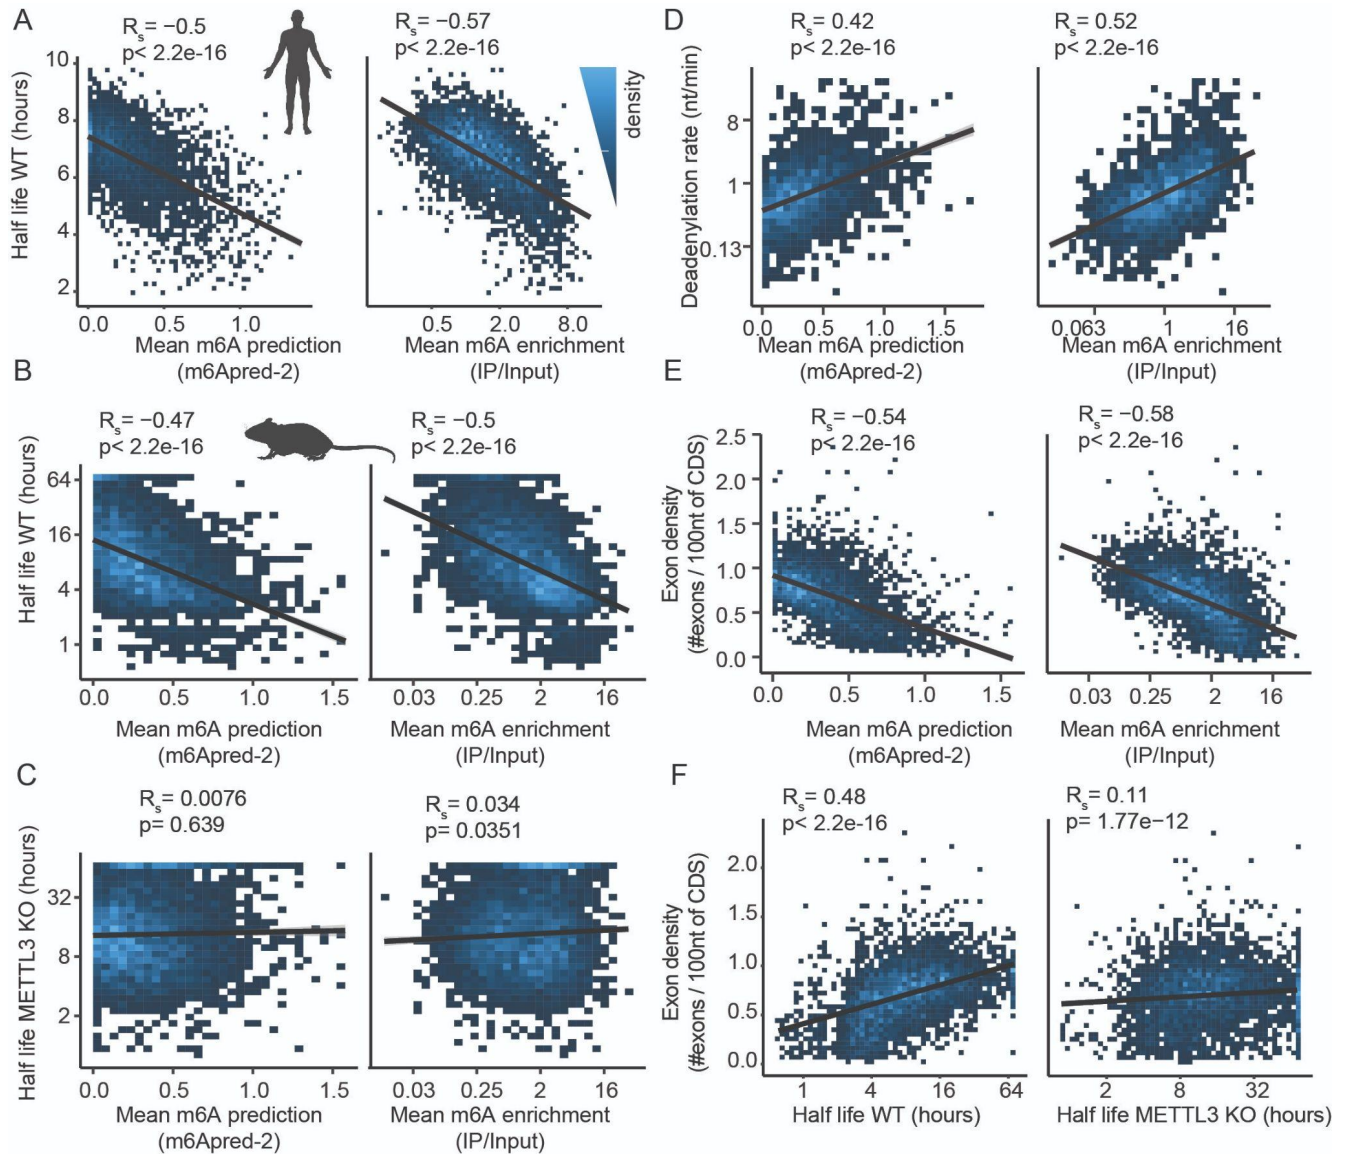 A
Rs= −0.5
p< 2.2e-16
Rs= −0.57
p< 2.2e-16
density
Half life WT (hours)
10
8
6
4
2
0.0 0.5 1.0
Mean m6A prediction
(m6Apred-2)
0.5 2.0 8.0
Mean m6A enrichment
(IP/Input)
B
Rs= −0.47
p< 2.2e-16
Rs= −0.5
p< 2.2e-16
Half life WT (hours)
64
16
4
1
0.0 0.5 1.0 1.5
Mean m6A prediction
(m6Apred-2)
0.03 0.25 2 16
Mean m6A enrichment
(IP/Input)
C
Rs= 0.0076
p= 0.639
Rs= 0.034
p= 0.0351
Half life METTL3 KO (hours)
32
8
2
0.0 0.5 1.0 1.5
Mean m6A prediction
(m6Apred-2)
0.03 0.25 2 16
Mean m6A enrichment
(IP/Input)
D
Rs= 0.42
p< 2.2e-16
Rs= 0.52
p< 2.2e-16
Deadenylation rate (nt/min)
8
1
0.13
0.0 0.5 1.0 1.5
Mean m6A prediction
(m6Apred-2)
0.063 1 16
Mean m6A enrichment
(IP/Input)
E
Rs= −0.54
p< 2.2e-16
Rs= −0.58
p< 2.2e-16
Exon density
(#exons / 100nt of CDS)
2.5
2.0
1.5
1.0
0.5
0.0
0.0 0.5 1.0 1.5
Mean m6A prediction
(m6Apred-2)
0.03 0.25 2 16
Mean m6A enrichment
(IP/Input)
F
Rs= 0.48
p< 2.2e-16
Rs= 0.11
p= 1.77e−12
Exon density
(#exons / 100nt of CDS)
2.0
1.5
1.0
0.5
0.0
1 4 16 64
Half life WT (hours)
2 8 32
Half life METTL3 KO (hours)